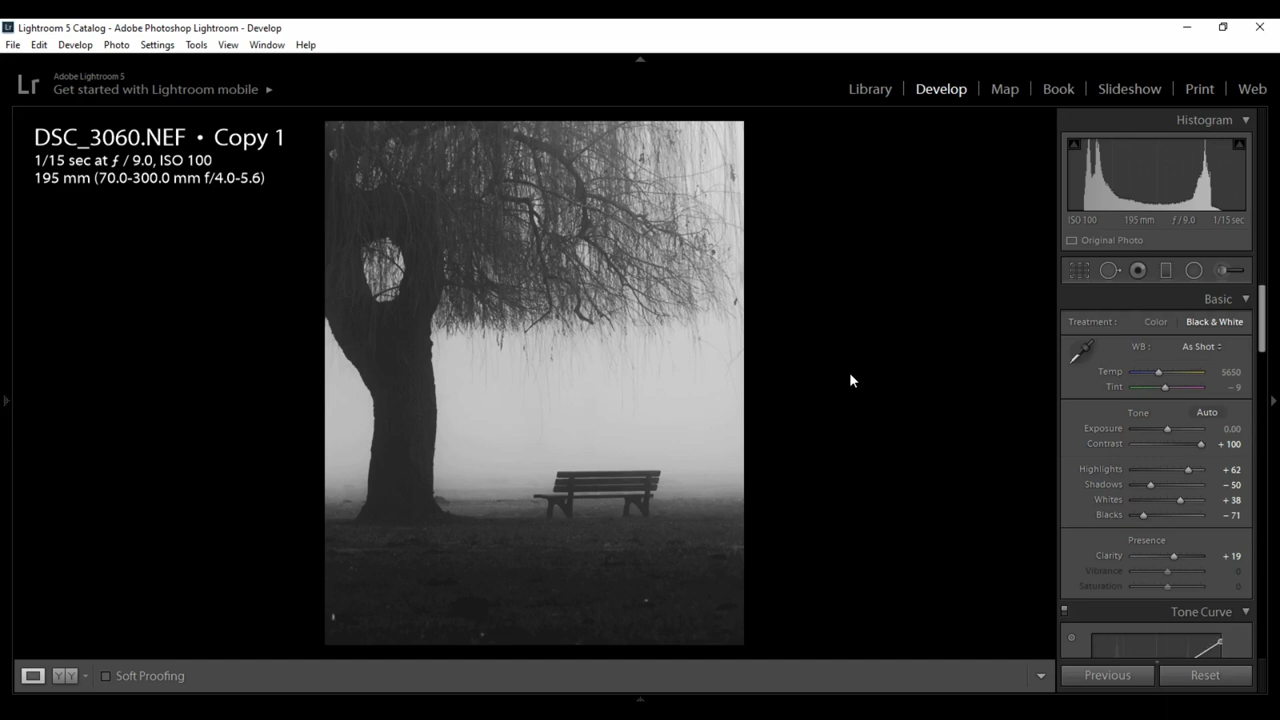 Lightroom 5 Catalog - Adobe Photoshop Lightroom - Develop
File Edit Develop Photo Settings Tools View Window Help
Lr
Adobe Lightroom 5
Get started with Lightroom mobile
Library Develop Map Book Slideshow Print Web
DSC_3060.NEF • Copy 1
1/15 sec at ƒ / 9.0, ISO 100
195 mm (70.0-300.0 mm f/4.0-5.6)
Histogram
ISO 100 195 mm ƒ / 9.0 1/15 sec
Original Photo
Basic
Treatment : Color Black & White
WB : As Shot
Temp 5650
Tint – 9
Tone Auto
Exposure 0.00
Contrast + 100
Highlights + 62
Shadows – 50
Whites + 38
Blacks – 71
Presence
Clarity + 19
Vibrance 0
Saturation 0
Tone Curve
Y Y Soft Proofing
Previous Reset